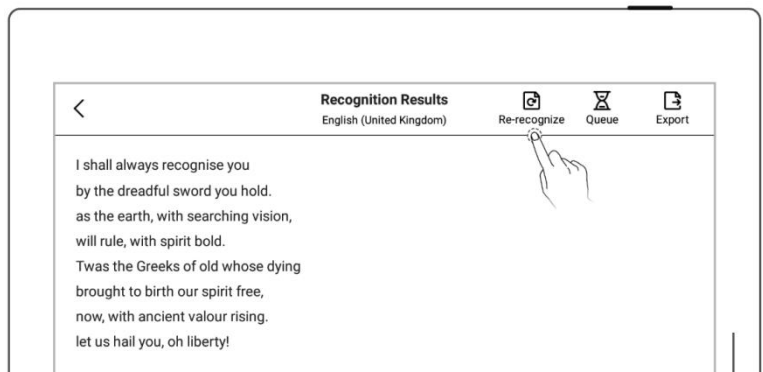 Recognition Results
English (United Kingdom)
Re-recognize
Queue
Export
I shall always recognise you
by the dreadful sword you hold.
as the earth, with searching vision,
will rule, with spirit bold.
Twas the Greeks of old whose dying
brought to birth our spirit free,
now, with ancient valour rising.
let us hail you, oh liberty!